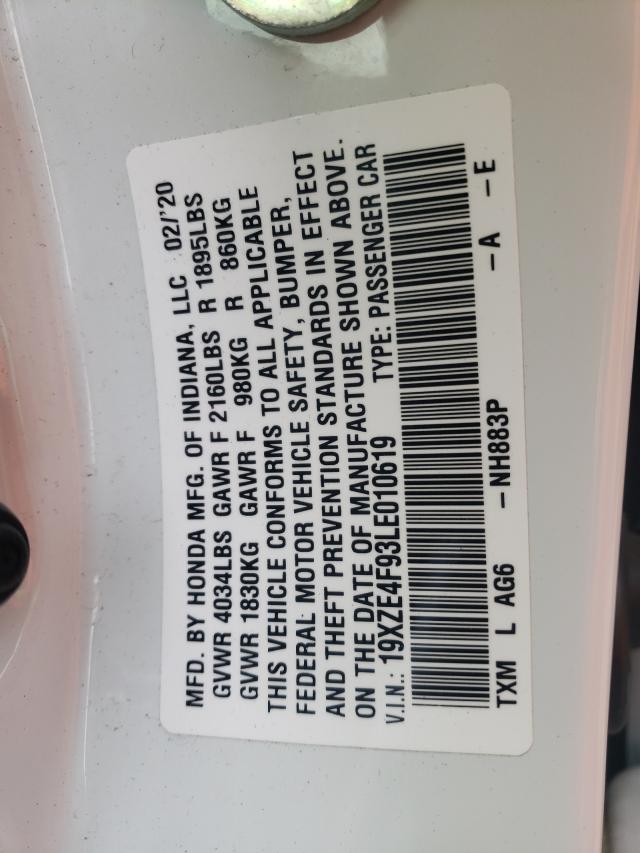 MFD. BY HONDA MFG. OF INDIANA, LLC 02/'20
GVWR 4034LBS GAWR F 2160LBS R 1895LBS
GVWR 1830KG GAWR F 980KG R 860KG
THIS VEHICLE CONFORMS TO ALL APPLICABLE
FEDERAL MOTOR VEHICLE SAFETY, BUMPER,
AND THEFT PREVENTION STANDARDS IN EFFECT
ON THE DATE OF MANUFACTURE SHOWN ABOVE.
V.I.N.: 19XZE4F93LE010619 TYPE: PASSENGER CAR
TXM L AG6 - NH883P -A -E